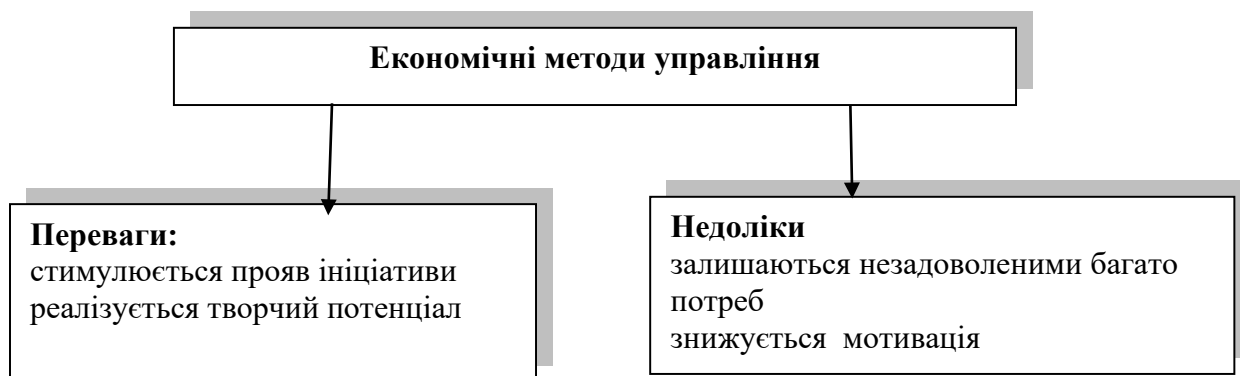 Економічні методи управління
Переваги:
стимулюється прояв ініціативи
реалізується творчий потенціал
Недоліки
залишаються незадоволеними багато
потреб
знижується мотивація